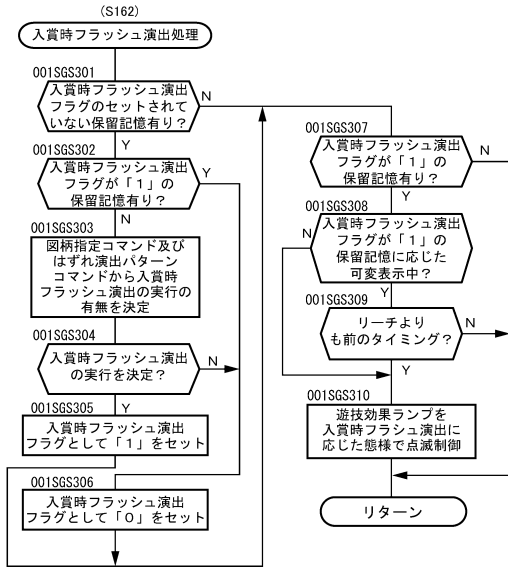 (S162)
入賞時フラッシュ演出処理
001SGS301
入賞時フラッシュ演出
フラグのセットされて
いない保留記憶有り？
N
Y
001SGS302
入賞時フラッシュ演出
フラグが「１」の
保留記憶有り？
Y
N
001SGS303
図柄指定コマンド及び
はずれ演出パターン
コマンドから入賞時
フラッシュ演出の実行の
有無を決定
001SGS304
入賞時フラッシュ演出
の実行を決定？
N
Y
001SGS305
入賞時フラッシュ演出
フラグとして「１」をセット
001SGS306
入賞時フラッシュ演出
フラグとして「０」をセット
001SGS307
入賞時フラッシュ演出
フラグが「１」の
保留記憶有り？
N
Y
001SGS308
入賞時フラッシュ演出
フラグが「１」の
保留記憶に応じた
可変表示中？
N
Y
001SGS309
リーチより
も前のタイミング？
N
Y
001SGS310
遊技効果ランプを
入賞時フラシュ演出に
応じた態様で点滅制御
リターン